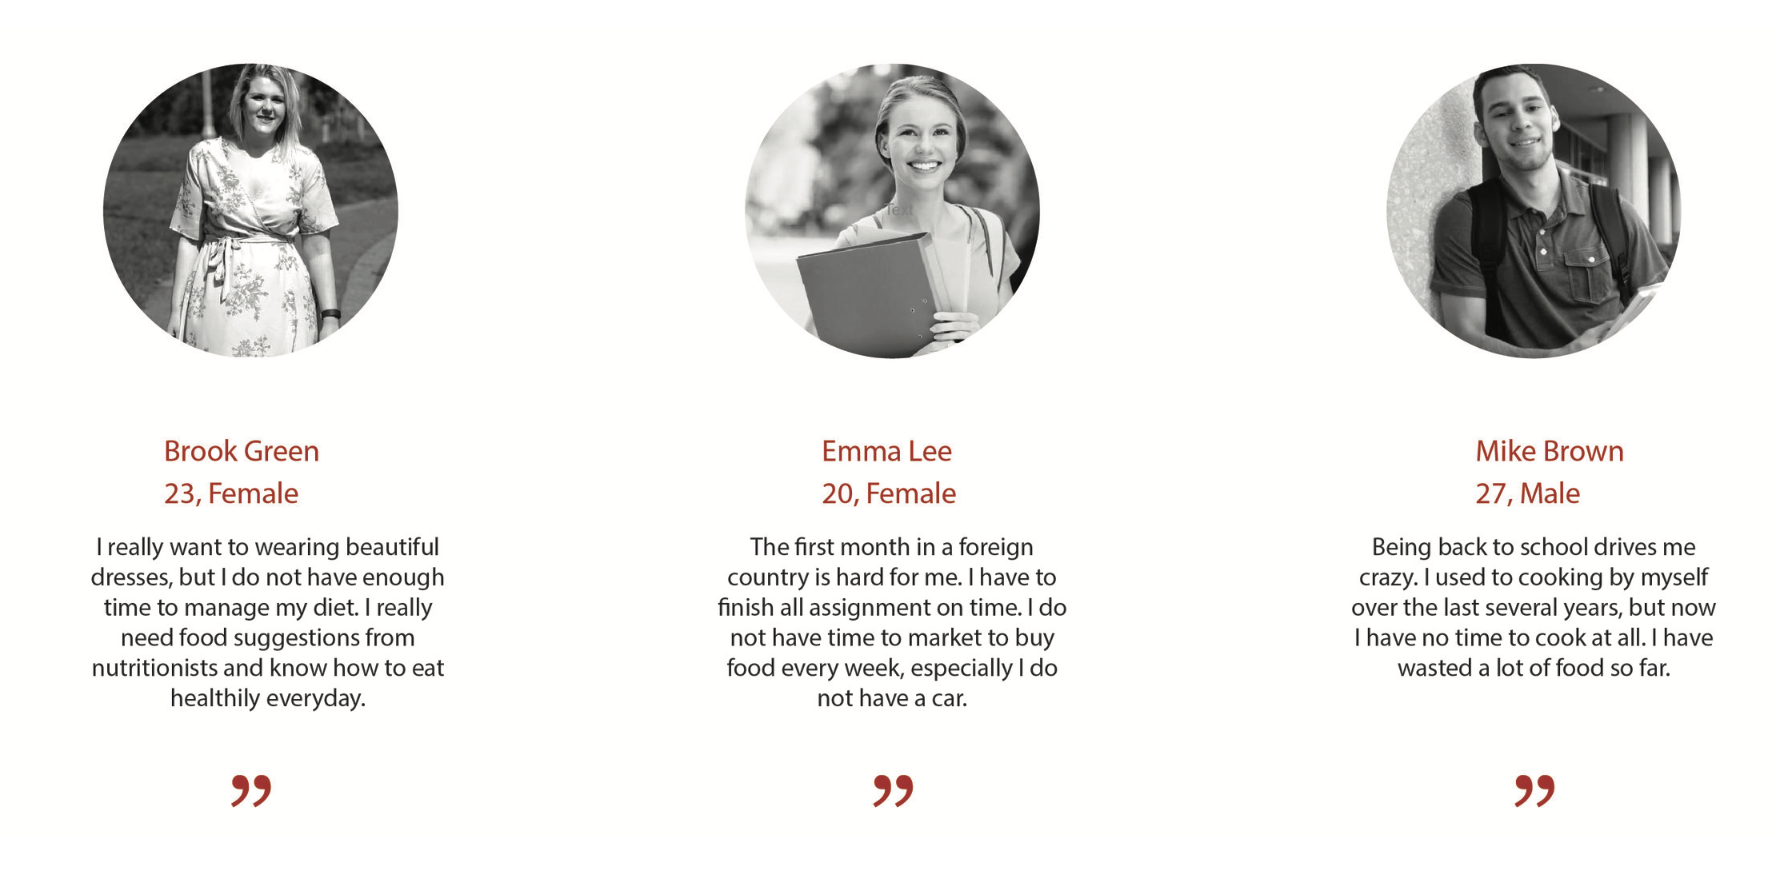 Text
Brook Green
23, Female
I really want to wearing beautiful
dresses, but I do not have enough
time to manage my diet. I really
need food suggestions from
nutritionists and know how to eat
healthily everyday.
”
Emma Lee
20, Female
The first month in a foreign
country is hard for me. I have to
finish all assignment on time. I do
not have time to market to buy
food every week, especially I do
not have a car.
”
Mike Brown
27, Male
Being back to school drives me
crazy. I used to cooking by myself
over the last several years, but now
I have no time to cook at all. I have
wasted a lot of food so far.
”